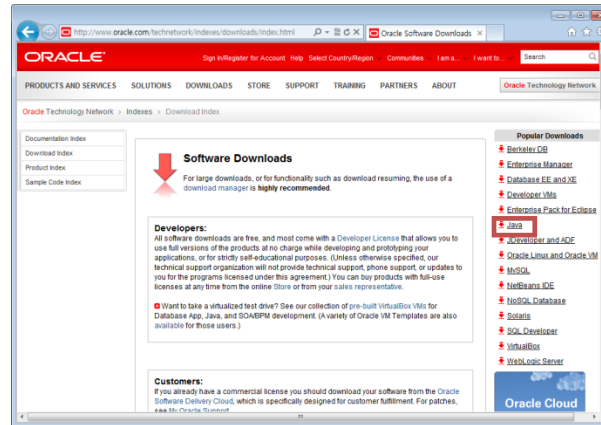 http://www.oracle.com/technetwork/indexes/downloads/index.html
Oracle Software Downloads
ORACLE
Sign In/Register for Account Help Select Country/Region Communities I am a... I want to... Search
PRODUCTS AND SERVICES SOLUTIONS DOWNLOADS STORE SUPPORT TRAINING PARTNERS ABOUT Oracle Technology Network
Oracle Technology Network > Indexes > Download Index
Documentation Index
Download Index
Product Index
Sample Code Index
Software Downloads
For large downloads, or for functionality such as download resuming, the use of a
download manager is highly recommended.
Developers:
All software downloads are free, and most come with a Developer License that allows you to
use full versions of the products at no charge while developing and prototyping your
applications, or for strictly self-educational purposes. (Unless otherwise specified, our
technical support organization will not provide technical support, phone support, or updates to
you for the programs licensed under this agreement.) You can buy products with full-use
licenses at any time from the online Store or from your sales representative.
Want to take a virtualized test drive? See our collection of pre-built VirtualBox VMs for
Database App, Java, and SOA/BPM development. (A variety of Oracle VM Templates are also
available for those users.)
Customers:
If you already have a commercial license you should download your software from the Oracle
Software Delivery Cloud, which is specifically designed for customer fulfillment. For patches,
see My Oracle Support.
Popular Downloads
Berkeley DB
Enterprise Manager
Database EE and XE
Developer VMs
Enterprise Pack for Eclipse
Java
JDeveloper and ADF
Oracle Linux and Oracle VM
MySQL
NetBeans IDE
NoSQL Database
Solaris
SQL Developer
VirtualBox
WebLogic Server
Oracle Cloud